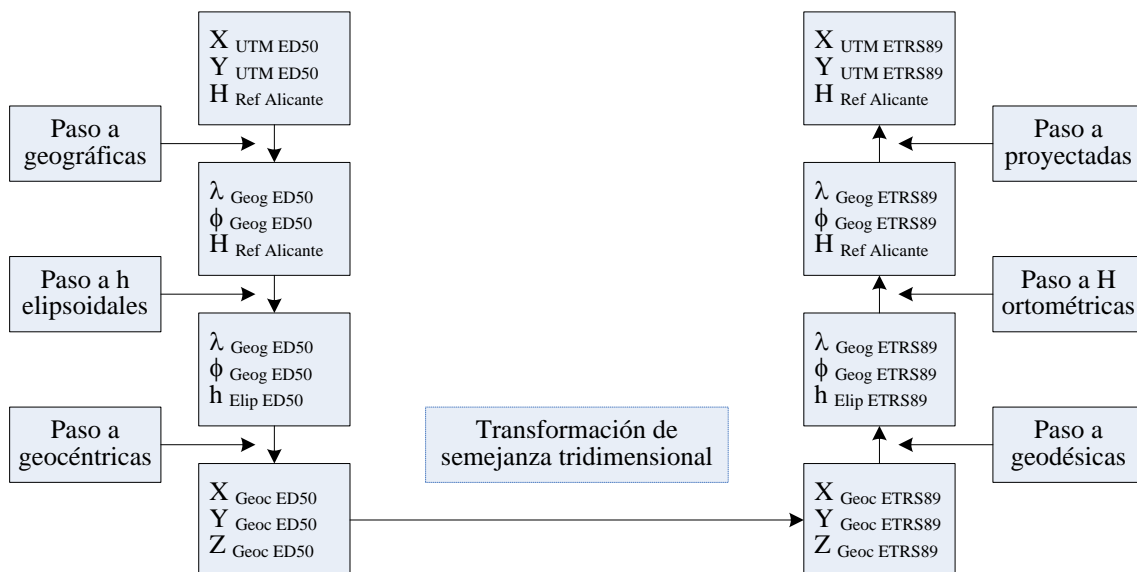 X UTM ED50
Y UTM ED50
H Ref Alicante
Paso a
geográficas
λ Geog ED50
ϕ Geog ED50
H Ref Alicante
Paso a h
elipsoidales
λ Geog ED50
ϕ Geog ED50
h Elip ED50
Paso a
geocéntricas
X Geoc ED50
Y Geoc ED50
Z Geoc ED50
Transformación de
semejanza tridimensional
X Geoc ETRS89
Y Geoc ETRS89
Z Geoc ETRS89
Paso a
geodésicas
λ Geog ETRS89
ϕ Geog ETRS89
h Elip ETRS89
Paso a H
ortométricas
λ Geog ETRS89
ϕ Geog ETRS89
H Ref Alicante
Paso a
proyectadas
X UTM ETRS89
Y UTM ETRS89
H Ref Alicante